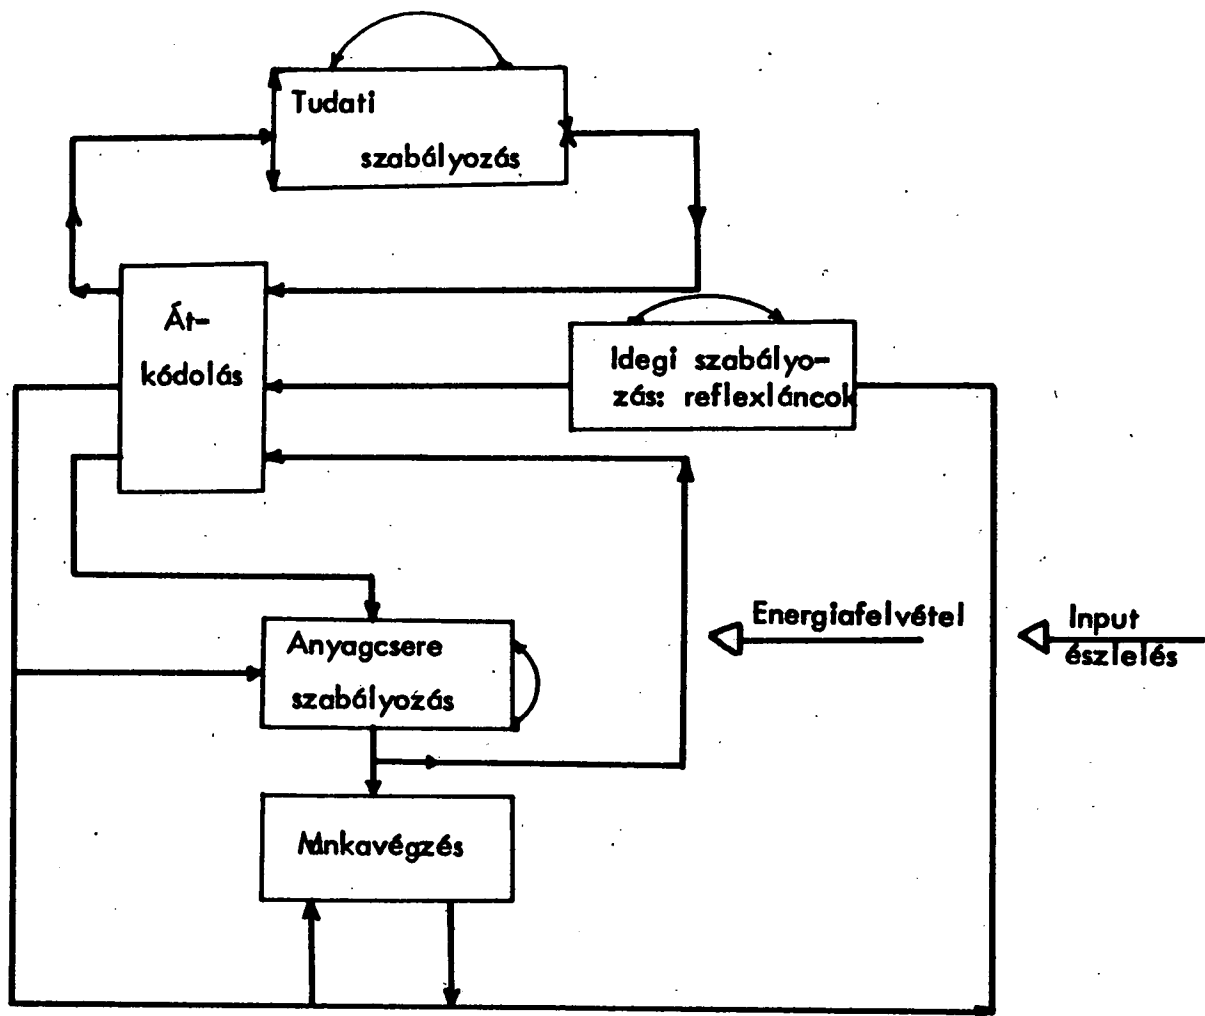 Tudati
szabályozás
Át-
kódolás
Idegi szabályo-
zás: reflexláncok
Energiafelvétel
Input
észlelés
Anyagcsere
szabályozás
Munkavégzés